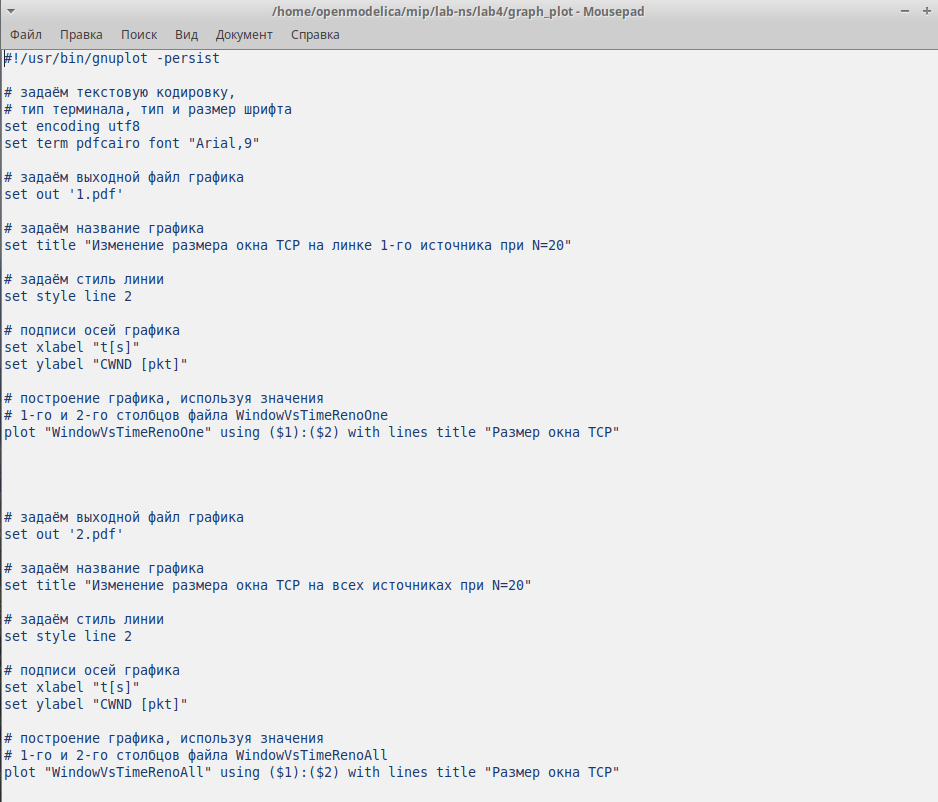 /home/openmodelica/mip/lab-ns/lab4/graph_plot - Mousepad
Файл Правка Поиск Вид Документ Справка
#!/usr/bin/gnuplot -persist
# задаём текстовую кодировку,
# тип терминала, тип и размер шрифта
set encoding utf8
set term pdfcairo font "Arial,9"
# задаём выходной файл графика
set out '1.pdf'
# задаём название графика
set title "Изменение размера окна TCP на линке 1-го источника при N=20"
# задаём стиль линии
set style line 2
# подписи осей графика
set xlabel "t[s]"
set ylabel "CWND [pkt]"
# построение графика, используя значения
# 1-го и 2-го столбцов файла WindowVsTimeRenoOne
plot "WindowVsTimeRenoOne" using ($1):($2) with lines title "Размер окна TCP"
# задаём выходной файл графика
set out '2.pdf'
# задаём название графика
set title "Изменение размера окна TCP на всех источниках при N=20"
# задаём стиль линии
set style line 2
# подписи осей графика
set xlabel "t[s]"
set ylabel "CWND [pkt]"
# построение графика, используя значения
# 1-го и 2-го столбцов файла WindowVsTimeRenoAll
plot "WindowVsTimeRenoAll" using ($1):($2) with lines title "Размер окна TCP"